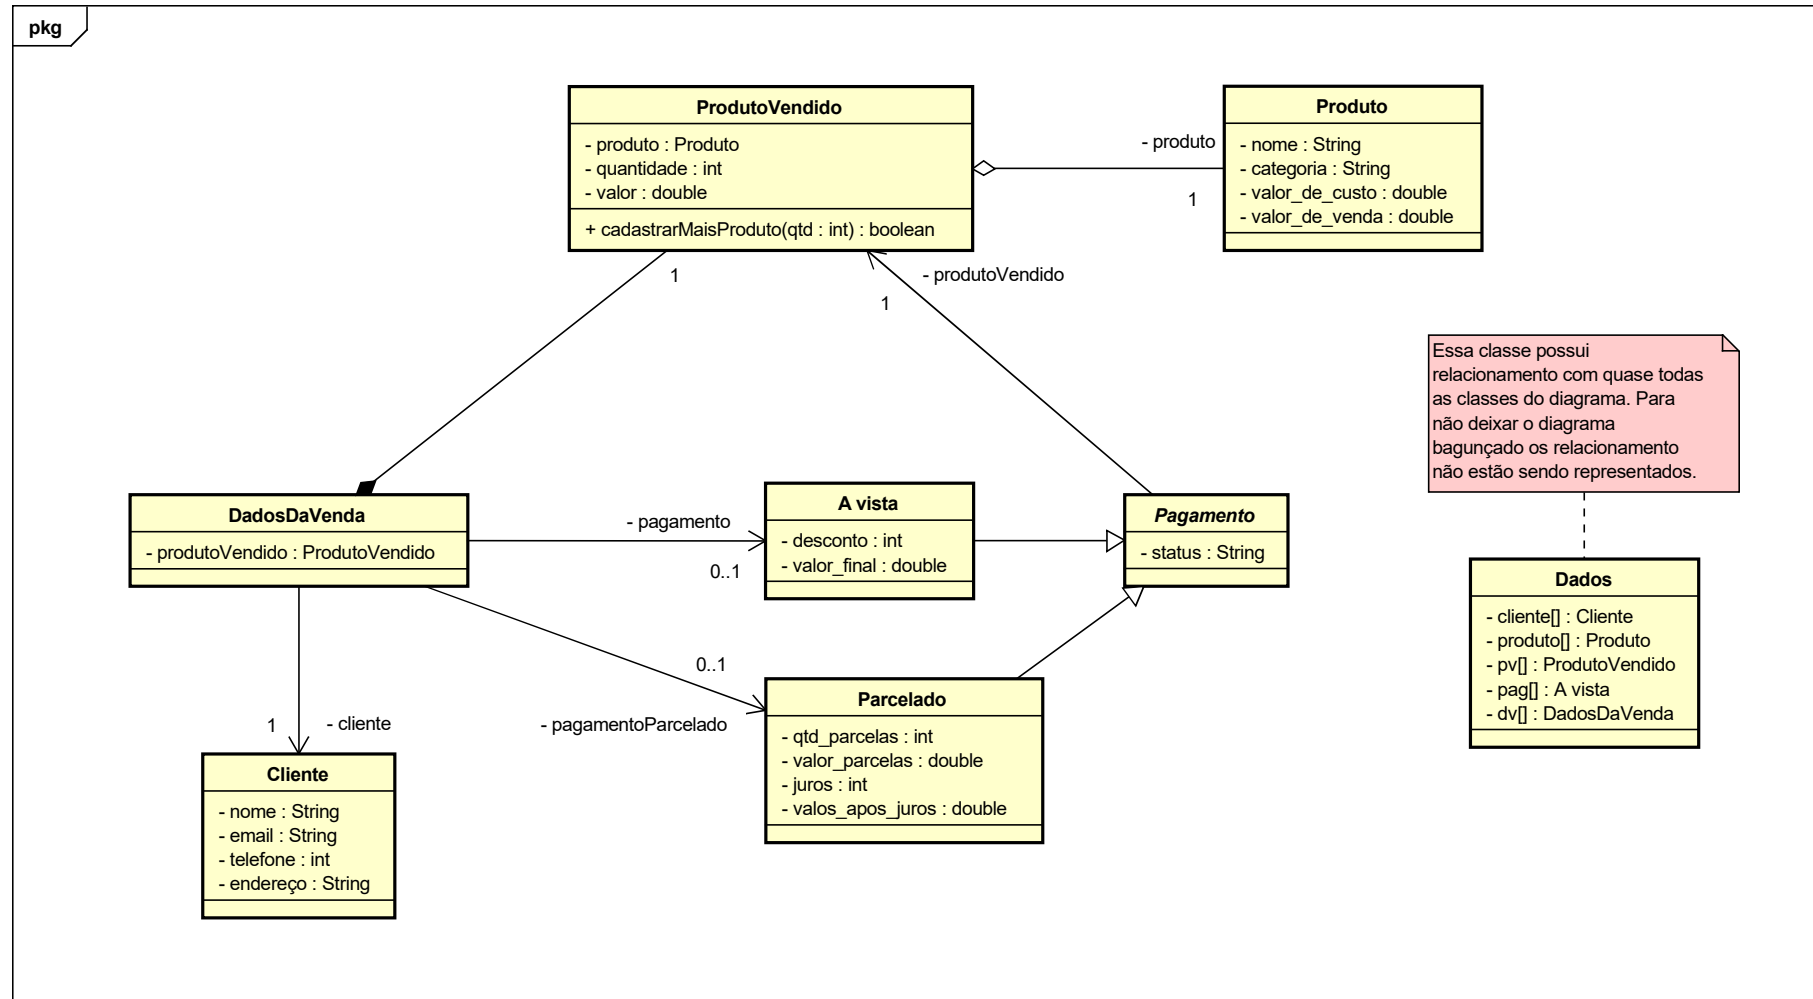 pkg
ProdutoVendido
- produto : Produto
- quantidade : int
- valor : double
+ cadastrarMaisProduto(qtd : int) : boolean
- produto
1
Produto
- nome : String
- categoria : String
- valor_de_custo : double
- valor_de_venda : double
1
- produtoVendido
1
Essa classe possui
relacionamento com quase todas
as classes do diagrama. Para
não deixar o diagrama
bagunçado os relacionamento
não estão sendo representados.
DadosDaVenda
- produtoVendido : ProdutoVendido
- pagamento
0..1
A vista
- desconto : int
- valor_final : double
Pagamento
- status : String
Dados
- cliente[] : Cliente
- produto[] : Produto
- pv[] : ProdutoVendido
- pag[] : A vista
- dv[] : DadosDaVenda
0..1
- pagamentoParcelado
Parcelado
- qtd_parcelas : int
- valor_parcelas : double
- juros : int
- valos_apos_juros : double
1
- cliente
Cliente
- nome : String
- email : String
- telefone : int
- endereço : String